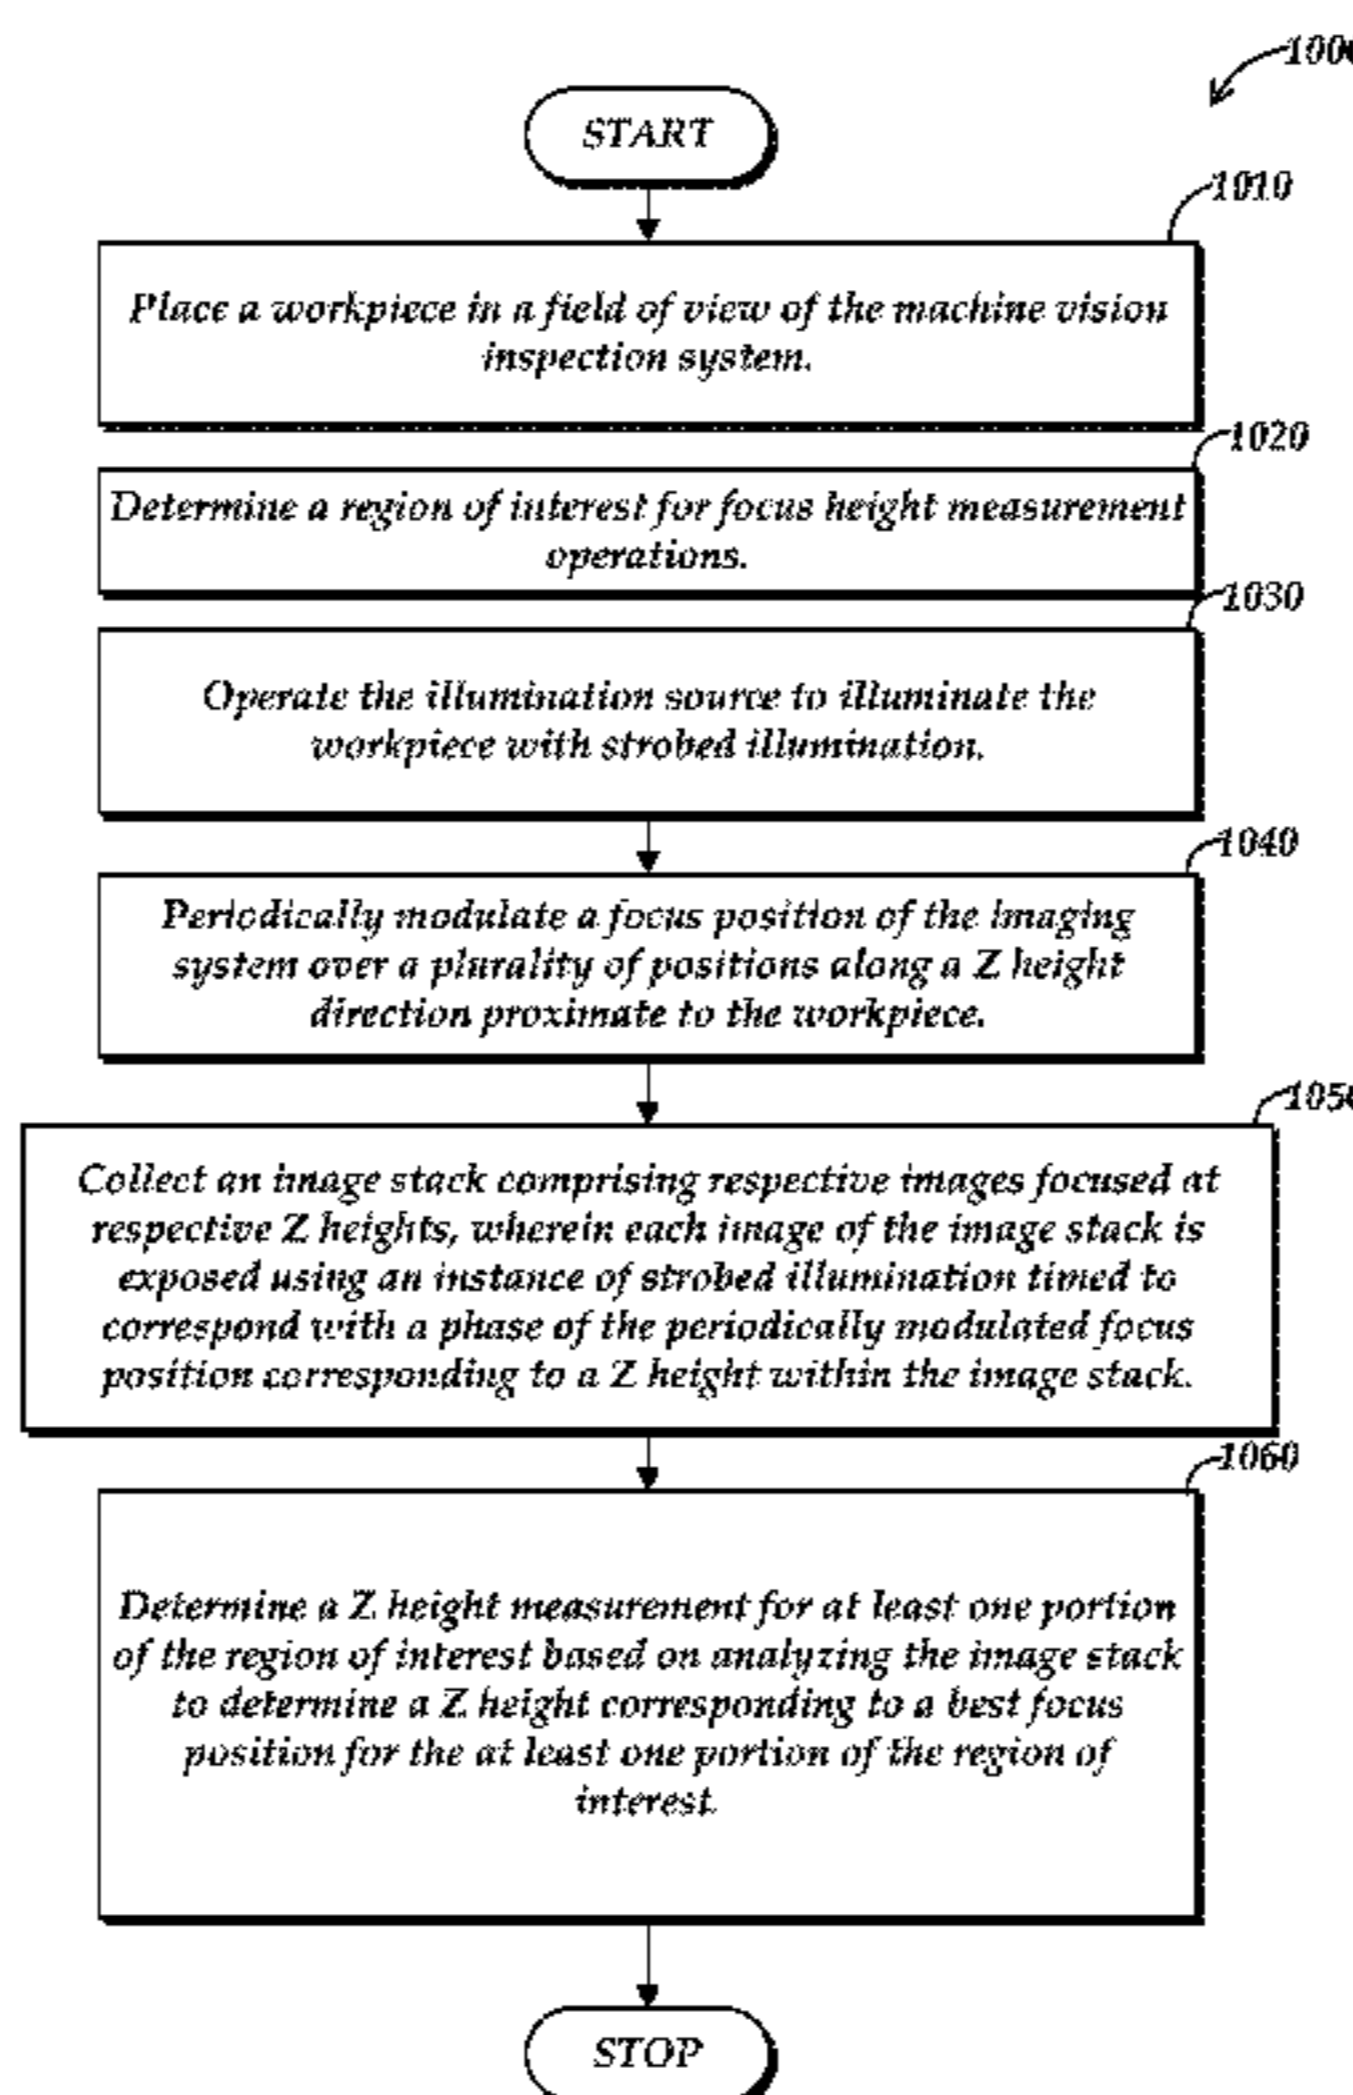 1000
START
1010
Place a workpiece in a field of view of the machine vision
inspection system.
1020
Determine a region of interest for focus height measurement
operations.
1030
Operate the illumination source to illuminate the
workpiece with strobed illumination.
1040
Periodically modulate a focus position of the imaging
system over a plurality of positions along a Z height
direction proximate to the workpiece.
1050
Collect an image stack comprising respective images focused at
respective Z heights, wherein each image of the image stack is
exposed using an instance of strobed illumination timed to
correspond with a phase of the periodically modulated focus
position corresponding to a Z height within the image stack.
1060
Determine a Z height measurement for at least one portion
of the region of interest based on analyzing the image stack
to determine a Z height corresponding to a best focus
position for the at least one portion of the region of
interest.
STOP